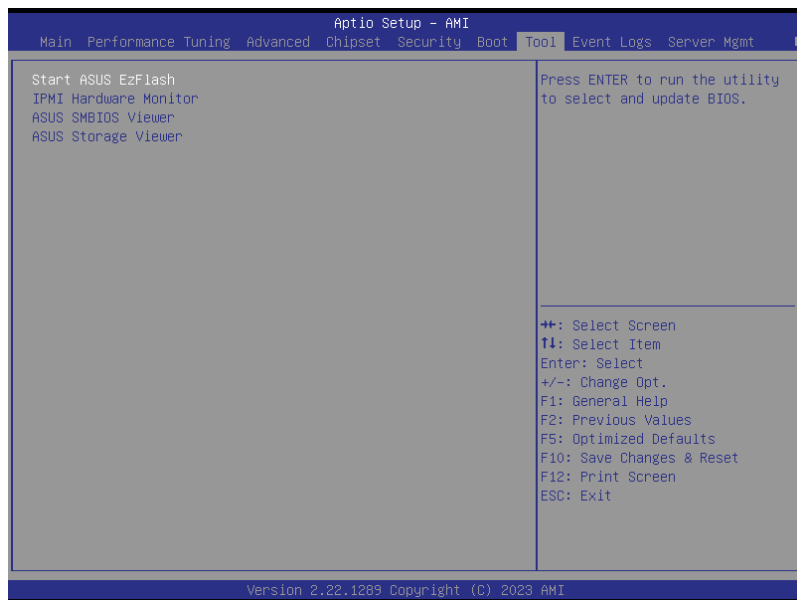 Aptio Setup - AMI
Main Performance Tuning Advanced Chipset Security Boot Tool Event Logs Server Mgmt
Start ASUS EzFlash
IPMI Hardware Monitor
ASUS SMBIOS Viewer
ASUS Storage Viewer
Press ENTER to run the utility
to select and update BIOS.
→←: Select Screen
↑↓: Select Item
Enter: Select
+/-: Change Opt.
F1: General Help
F2: Previous Values
F5: Optimized Defaults
F10: Save Changes & Reset
F12: Print Screen
ESC: Exit
Version 2.22.1289 Copyright (C) 2023 AMI